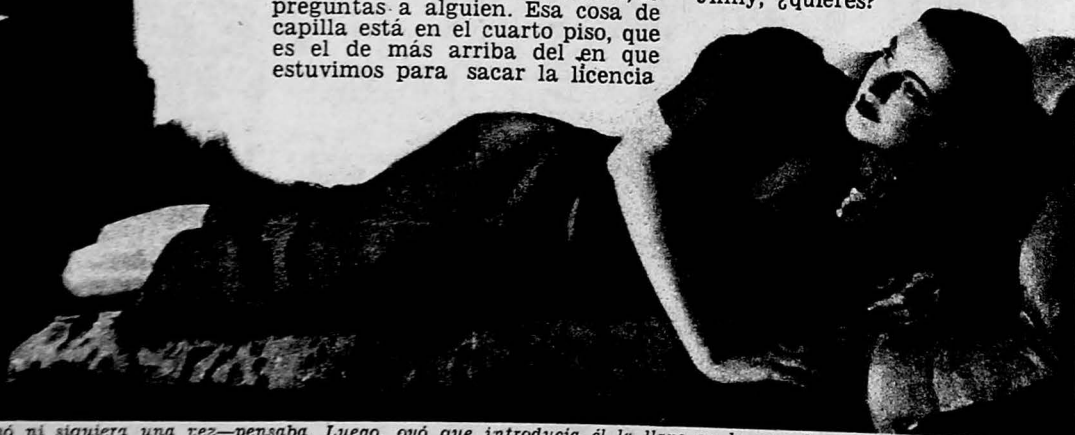 preguntas a alguien. Esa cosa de
capilla está en el cuarto piso, que
es el de más arriba del en que
estuvimos para sacar la licencia
¿quieres?
ni siquiera una vez—pensaba. Luego, oyó que introducía él la